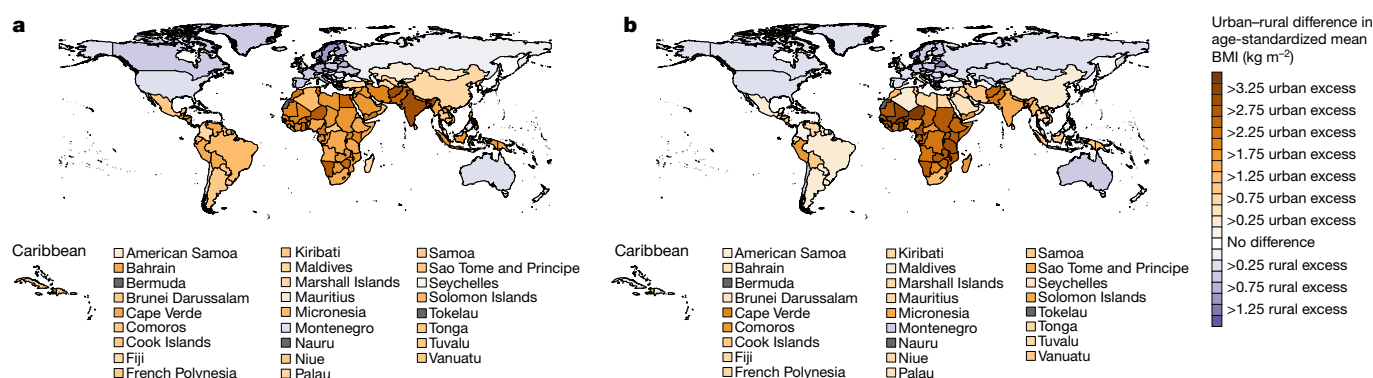 a
b
Urban–rural difference in
age-standardized mean
BMI (kg m–2)
>3.25 urban excess
>2.75 urban excess
>2.25 urban excess
>1.75 urban excess
>1.25 urban excess
>0.75 urban excess
>0.25 urban excess
No difference
>0.25 rural excess
>0.75 rural excess
>1.25 rural excess
Caribbean
American Samoa
Bahrain
Bermuda
Brunei Darussalam
Cape Verde
Comoros
Cook Islands
Fiji
French Polynesia
Kiribati
Maldives
Marshall Islands
Mauritius
Micronesia
Montenegro
Nauru
Niue
Palau
Samoa
Sao Tome and Principe
Seychelles
Solomon Islands
Tokelau
Tonga
Tuvalu
Vanuatu
Caribbean
American Samoa
Bahrain
Bermuda
Brunei Darussalam
Cape Verde
Comoros
Cook Islands
Fiji
French Polynesia
Kiribati
Maldives
Marshall Islands
Mauritius
Micronesia
Montenegro
Nauru
Niue
Palau
Samoa
Sao Tome and Principe
Seychelles
Solomon Islands
Tokelau
Tonga
Tuvalu
Vanuatu